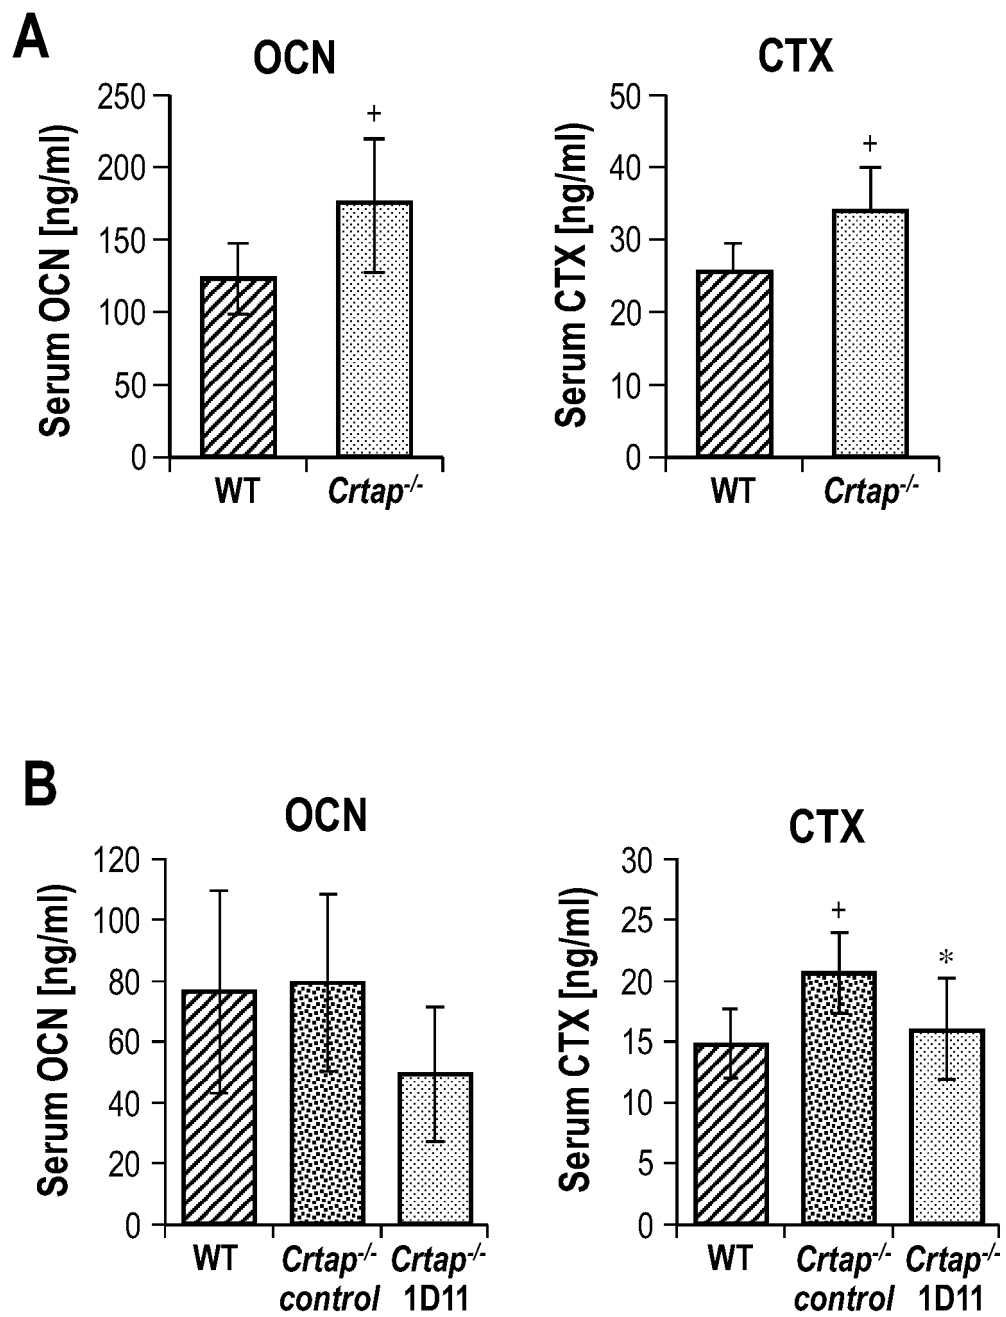 A
OCN
Serum OCN [ng/ml)
250
200
150
100
50
0
+
WT
Crtap-/-
CTX
Serum CTX [ng/ml)
50
40
30
20
10
0
+
WT
Crtap-/-
B
OCN
Serum OCN [ng/ml)
120
100
80
60
40
20
0
WT
Crtap-/-
control
Crtap-/-
1D11
CTX
Serum CTX [ng/ml)
30
25
20
15
10
5
0
+
*
WT
Crtap-/-
control
Crtap-/-
1D11